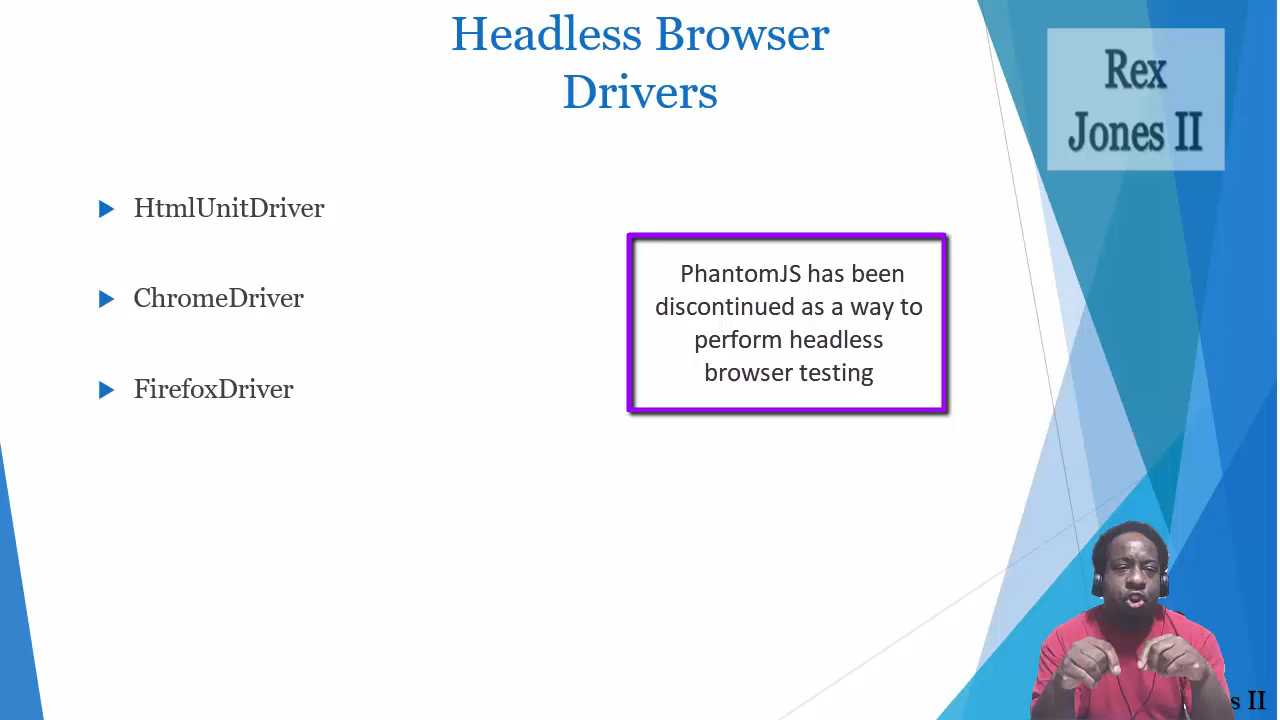 Headless Browser
Drivers
Rex
Jones II
HtmlUnitDriver
ChromeDriver
FirefoxDriver
PhantomJS has been
discontinued as a way to
perform headless
browser testing
s II